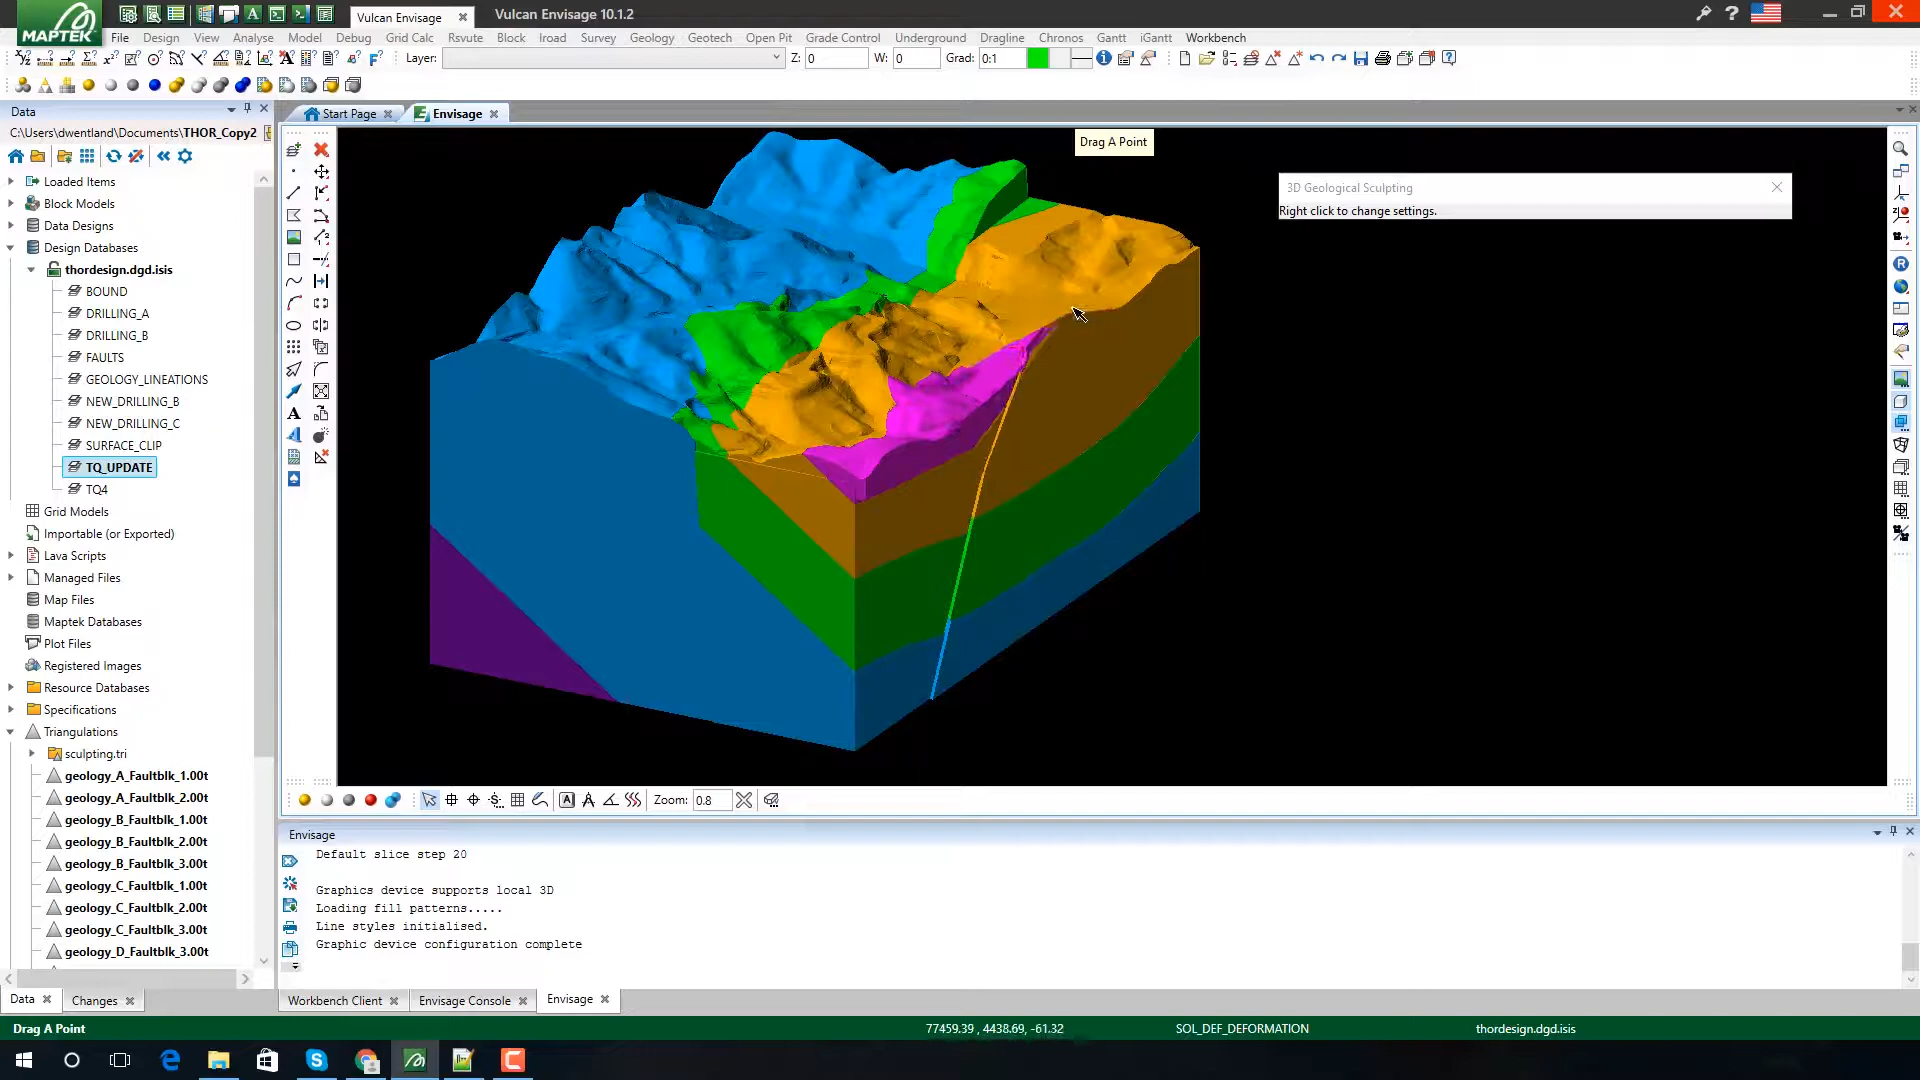 MAPTEK
Vulcan Envisage
Vulcan Envisage 10.1.2
File Design View Analyse Model Debug Grid Calc Rsvute Block Iroad Survey Geology Geotech Open Pit Grade Control Underground Dragline Chronos Gantt iGantt Workbench
Layer: Z: 0 W: 0 Grad: 0:1
Data
C:\Users\dwentland\Documents\THOR_Copy2
Start Page
Envisage
Drag A Point
3D Geological Sculpting
Right click to change settings.
Loaded Items
Block Models
Data Designs
Design Databases
thordesign.dgd.isis
BOUND
DRILLING_A
DRILLING_B
FAULTS
GEOLOGY_LINEATIONS
NEW_DRILLING_B
NEW_DRILLING_C
SURFACE_CLIP
TQ_UPDATE
TQ4
Grid Models
Importable (or Exported)
Lava Scripts
Managed Files
Map Files
Maptek Databases
Plot Files
Registered Images
Resource Databases
Specifications
Triangulations
sculpting.tri
geology_A_Faultblk_1.00t
geology_A_Faultblk_2.00t
geology_B_Faultblk_1.00t
geology_B_Faultblk_2.00t
geology_B_Faultblk_3.00t
geology_C_Faultblk_1.00t
geology_C_Faultblk_2.00t
geology_C_Faultblk_3.00t
geology_D_Faultblk_3.00t
Zoom: 0.8
Envisage
Default slice step 20
Graphics device supports local 3D
Loading fill patterns.....
Line styles initialised.
Graphic device configuration complete
Data
Changes
Workbench Client
Envisage Console
Envisage
Drag A Point
77459.39 , 4438.69, -61.32
SOL_DEF_DEFORMATION
thordesign.dgd.isis